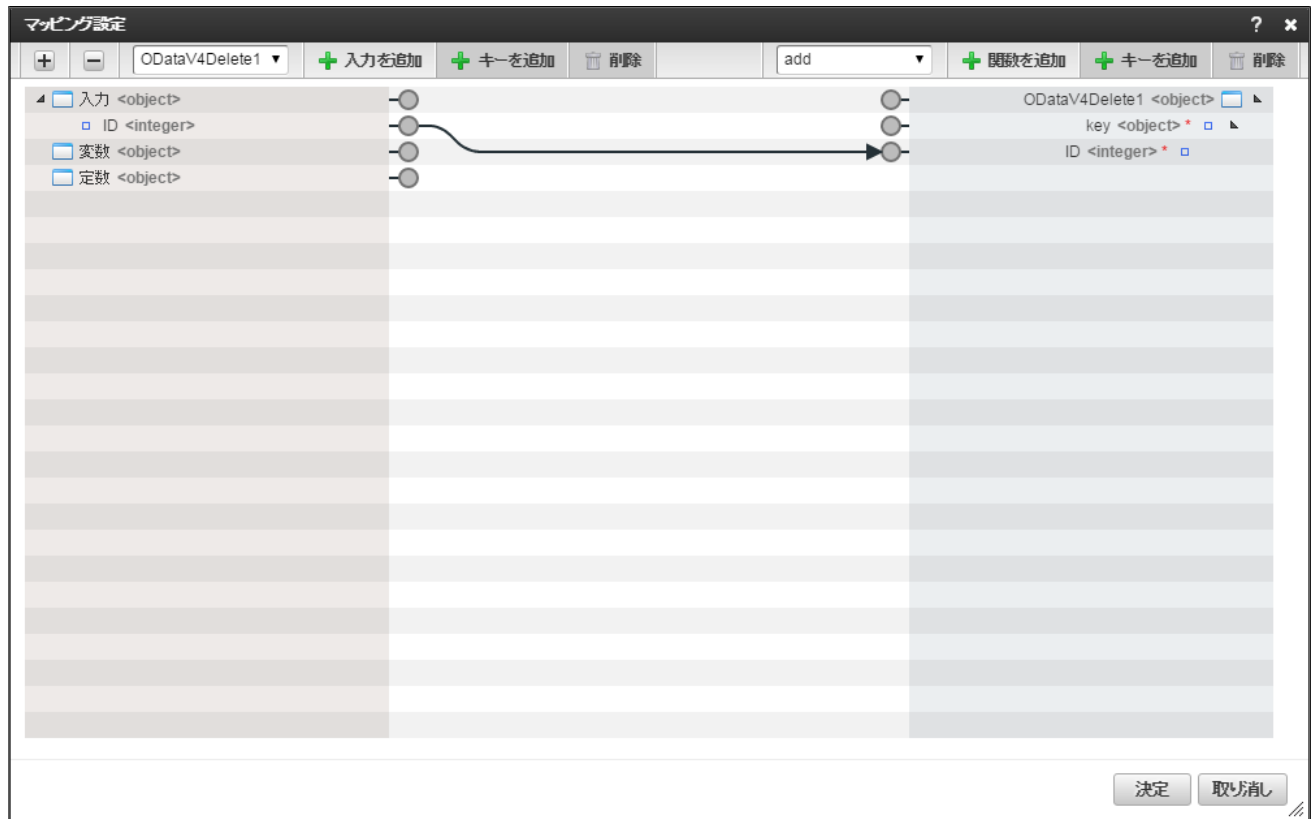 マッピング設定 ? ×
+ - ODataV4Delete1 ▼ 入力を追加 キーを追加 削除 add ▼ 関数を追加 キーを追加 削除
入力 <object> ODataV4Delete1 <object>
ID <integer> key <object> *
変数 <object> ID <integer> *
定数 <object>
決定 取り消し